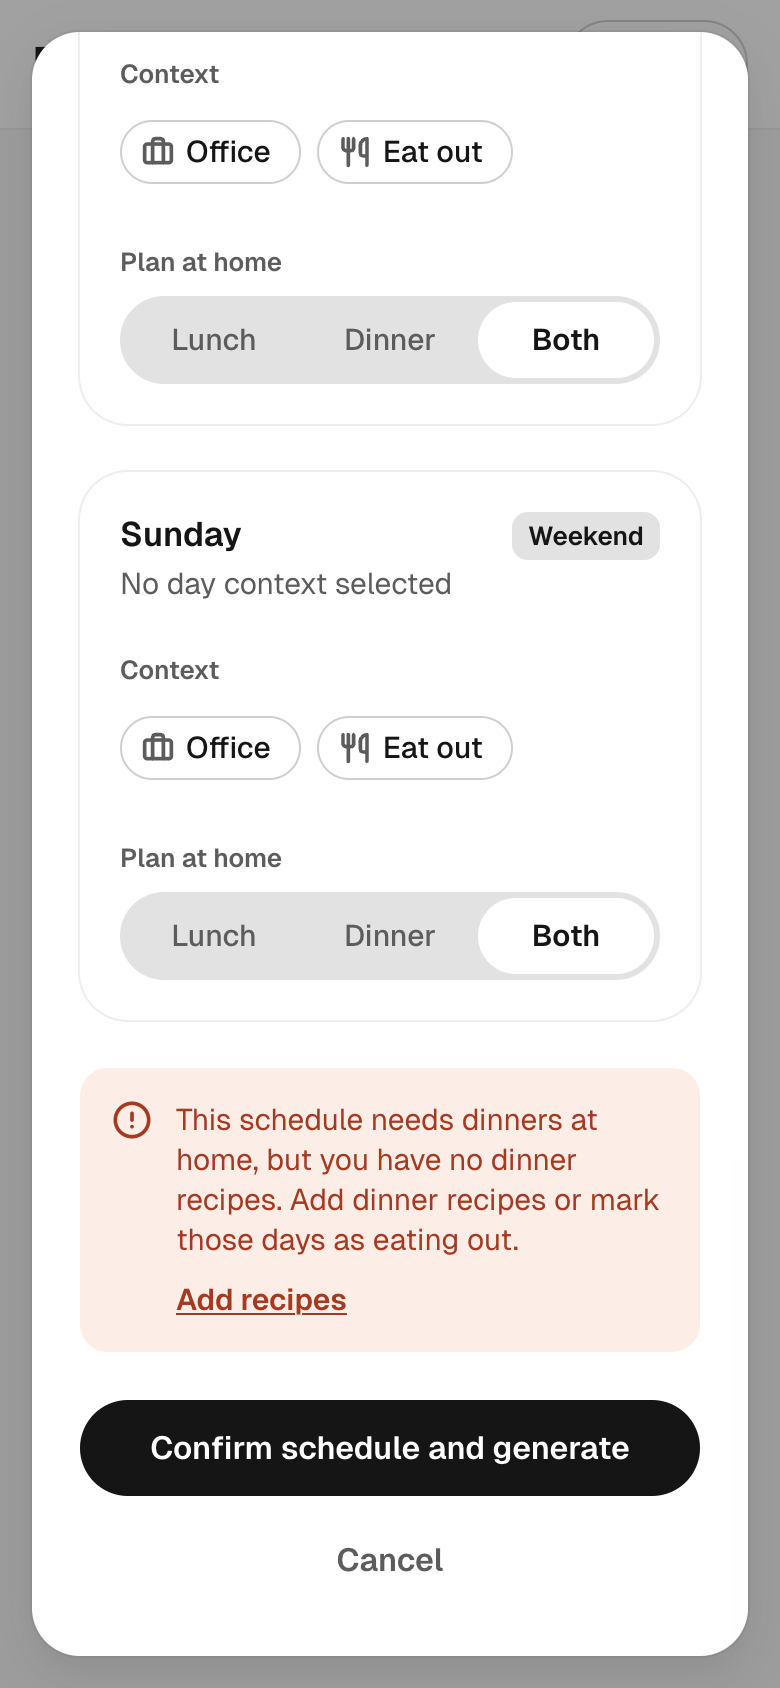 Context
Office
Eat out
Plan at home
Lunch
Dinner
Both
Sunday
Weekend
No day context selected
Context
Office
Eat out
Plan at home
Lunch
Dinner
Both
This schedule needs dinners at
home, but you have no dinner
recipes. Add dinner recipes or mark
those days as eating out.
Add recipes
Confirm schedule and generate
Cancel